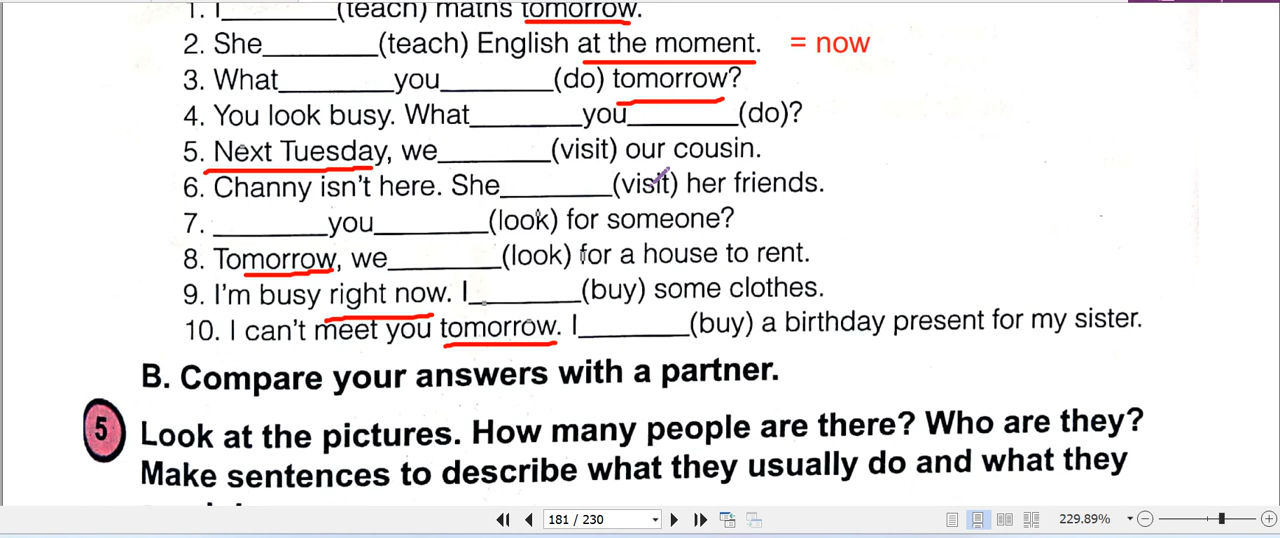 1. I________(teach) maths tomorrow.
2. She________(teach) English at the moment. = now
3. What________you________(do) tomorrow?
4. You look busy. What________you________(do)?
5. Next Tuesday, we________(visit) our cousin.
6. Channy isn't here. She________(visit) her friends.
7. ________you________(look) for someone?
8. Tomorrow, we________(look) for a house to rent.
9. I'm busy right now. I________(buy) some clothes.
10. I can't meet you tomorrow. I________(buy) a birthday present for my sister.
B. Compare your answers with a partner.
5 Look at the pictures. How many people are there? Who are they?
Make sentences to describe what they usually do and what they
181 / 230
229.89%